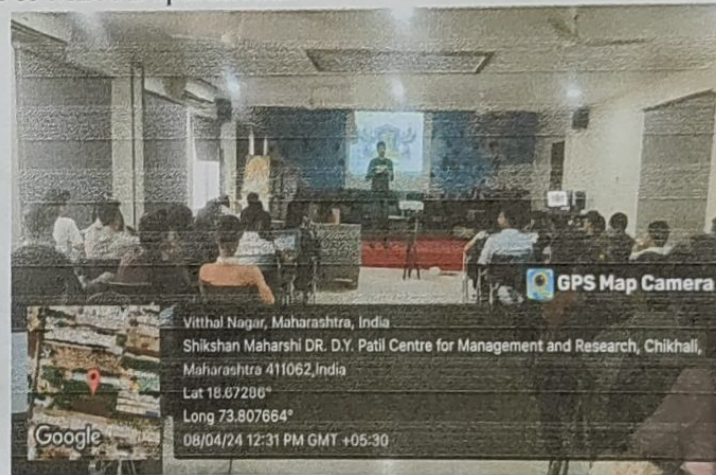 GPS Map Camera
Vitthal Nagar, Maharashtra, India
Shikshan Maharshi DR. D.Y. Patil Centre for Management and Research, Chikhali,
Maharashtra 411062,India
Lat 18.67286°
Long 73.807664°
08/04/24 12:31 PM GMT +05:30
Google